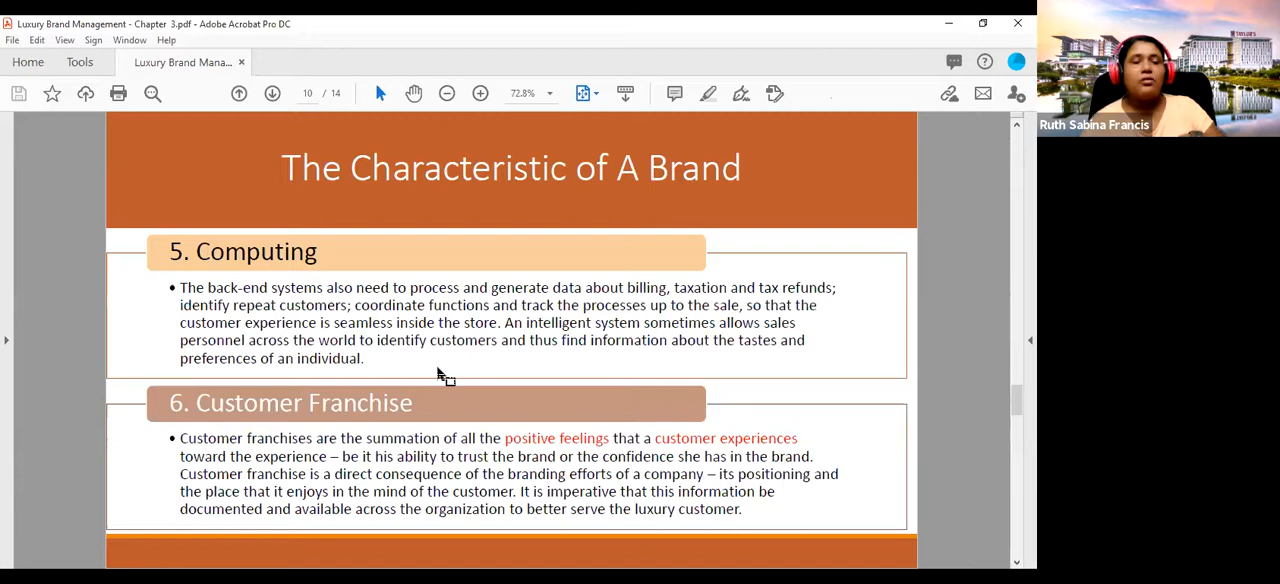 Luxury Brand Management - Chapter 3.pdf - Adobe Acrobat Pro DC
File Edit View Sign Window Help
Home Tools Luxury Brand Mana... ×
10 / 14 72.8%
The Characteristic of A Brand
5. Computing
• The back-end systems also need to process and generate data about billing, taxation and tax refunds;
identify repeat customers; coordinate functions and track the processes up to the sale, so that the
customer experience is seamless inside the store. An intelligent system sometimes allows sales
personnel across the world to identify customers and thus find information about the tastes and
preferences of an individual.
6. Customer Franchise
• Customer franchises are the summation of all the positive feelings that a customer experiences
toward the experience – be it his ability to trust the brand or the confidence she has in the brand.
Customer franchise is a direct consequence of the branding efforts of a company – its positioning and
the place that it enjoys in the mind of the customer. It is imperative that this information be
documented and available across the organization to better serve the luxury customer.
Ruth Sabina Francis